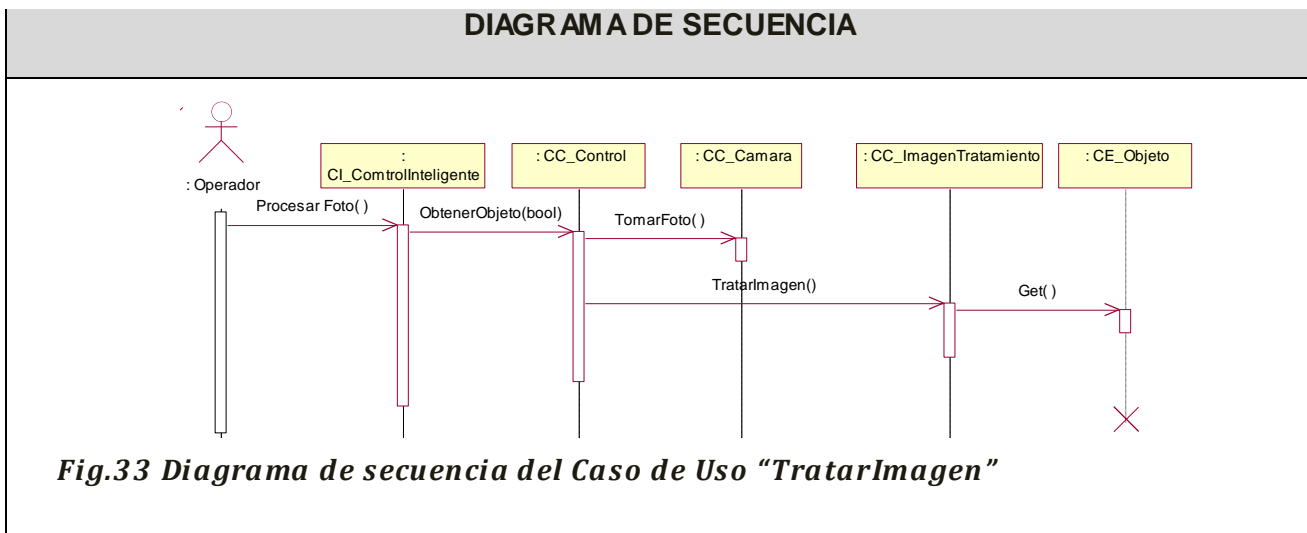 DIAGRAMA DE SECUENCIA
: Operador
:
CI_ComtrolInteligente
: CC_Control
: CC_Camara
: CC_ImagenTratamiento
: CE_Objeto
Procesar Foto( )
ObtenerObjeto(bool)
TomarFoto( )
TratarImagen()
Get( )
Fig.33 Diagrama de secuencia del Caso de Uso “TratarImagen”